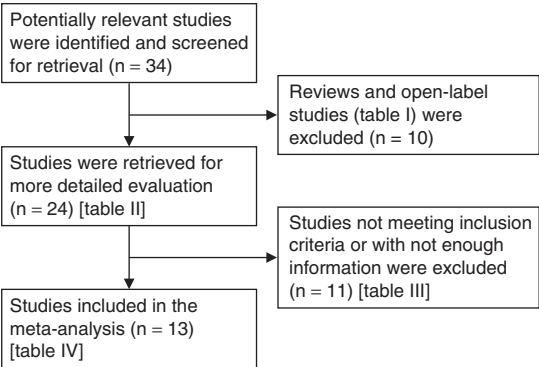 Potentially relevant studies
were identified and screened
for retrieval (n = 34)
Reviews and open-label
studies (table I) were
excluded (n = 10)
Studies were retrieved for
more detailed evaluation
(n = 24) [table II]
Studies not meeting inclusion
criteria or with not enough
information were excluded
(n = 11) [table III]
Studies included in the
meta-analysis (n = 13)
[table IV]